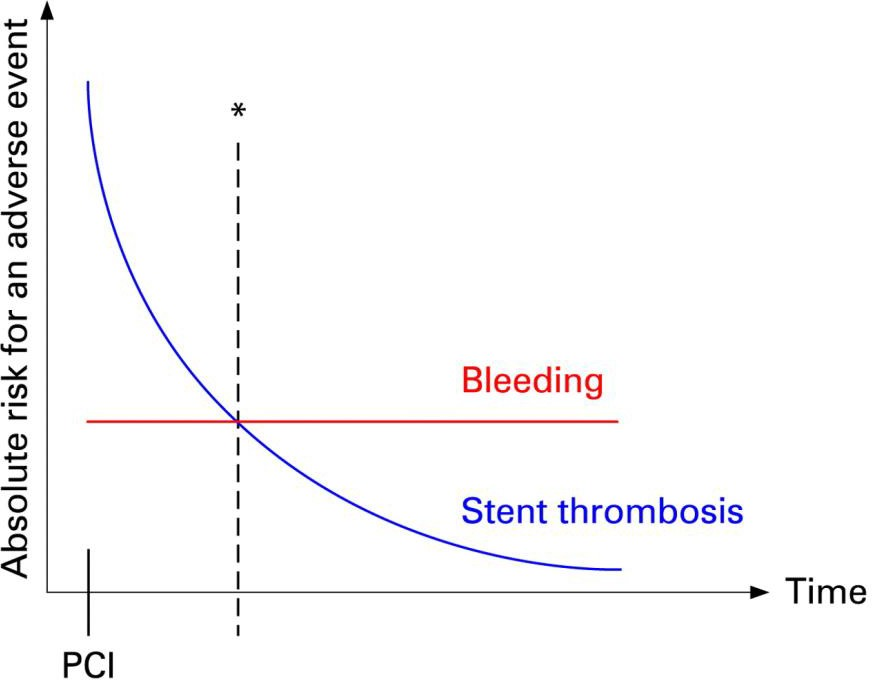 Absolute risk for an adverse event
*
Bleeding
Stent thrombosis
Time
PCI